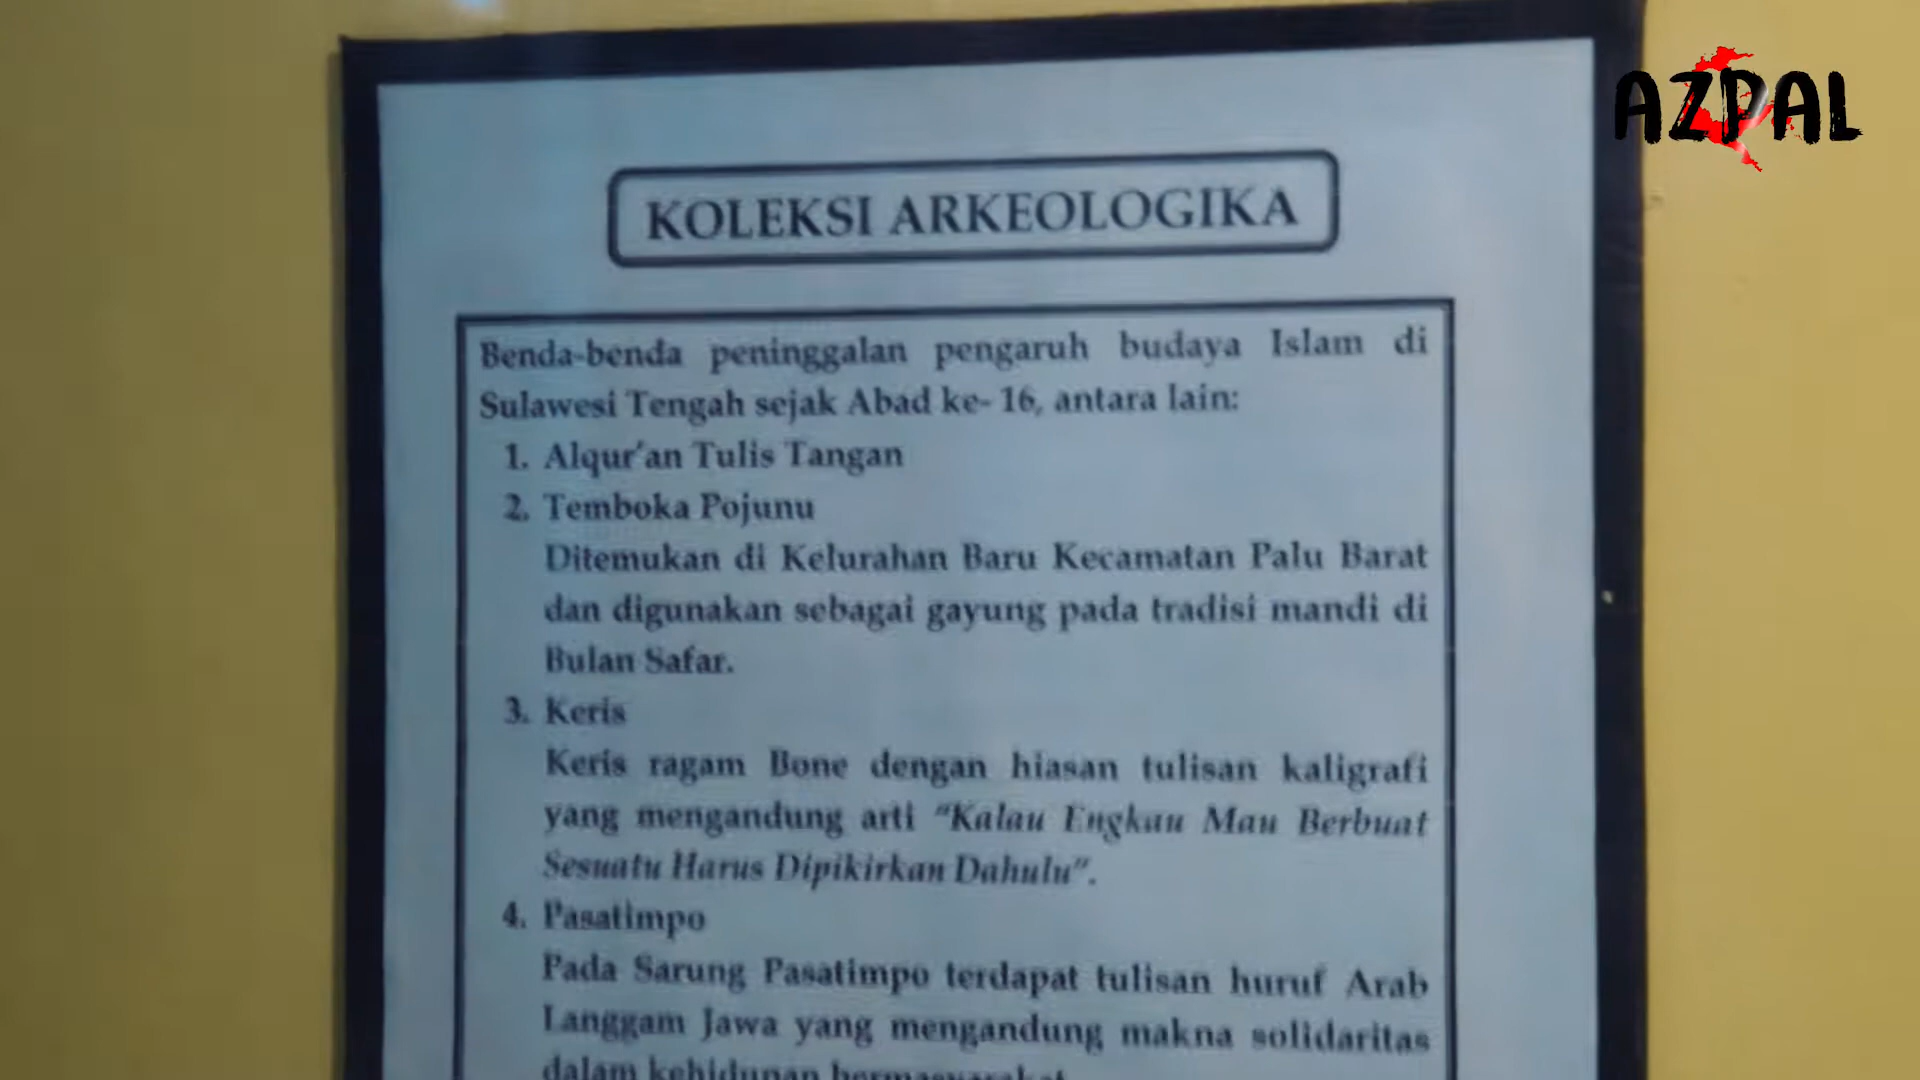 AZPAL
KOLEKSI ARKEOLOGIKA
Benda-benda peninggalan pengaruh budaya Islam di
Sulawesi Tengah sejak Abad ke- 16, antara lain:
1. Alqur'an Tulis Tangan
2. Temboka Pojunu
Ditemukan di Kelurahan Baru Kecamatan Palu Barat
dan digunakan sebagai gayung pada tradisi mandi di
Bulan Safar.
3. Keris
Keris ragam Bone dengan hiasan tulisan kaligrafi
yang mengandung arti "Kalau Engkau Mau Berbuat
Sesuatu Harus Dipikirkan Dahulu".
4. Pasatimpo
Pada Sarung Pasatimpo terdapat tulisan huruf Arab
Langgam Jawa yang mengandung makna solidaritas
dalam kehidupan bermasyarakat